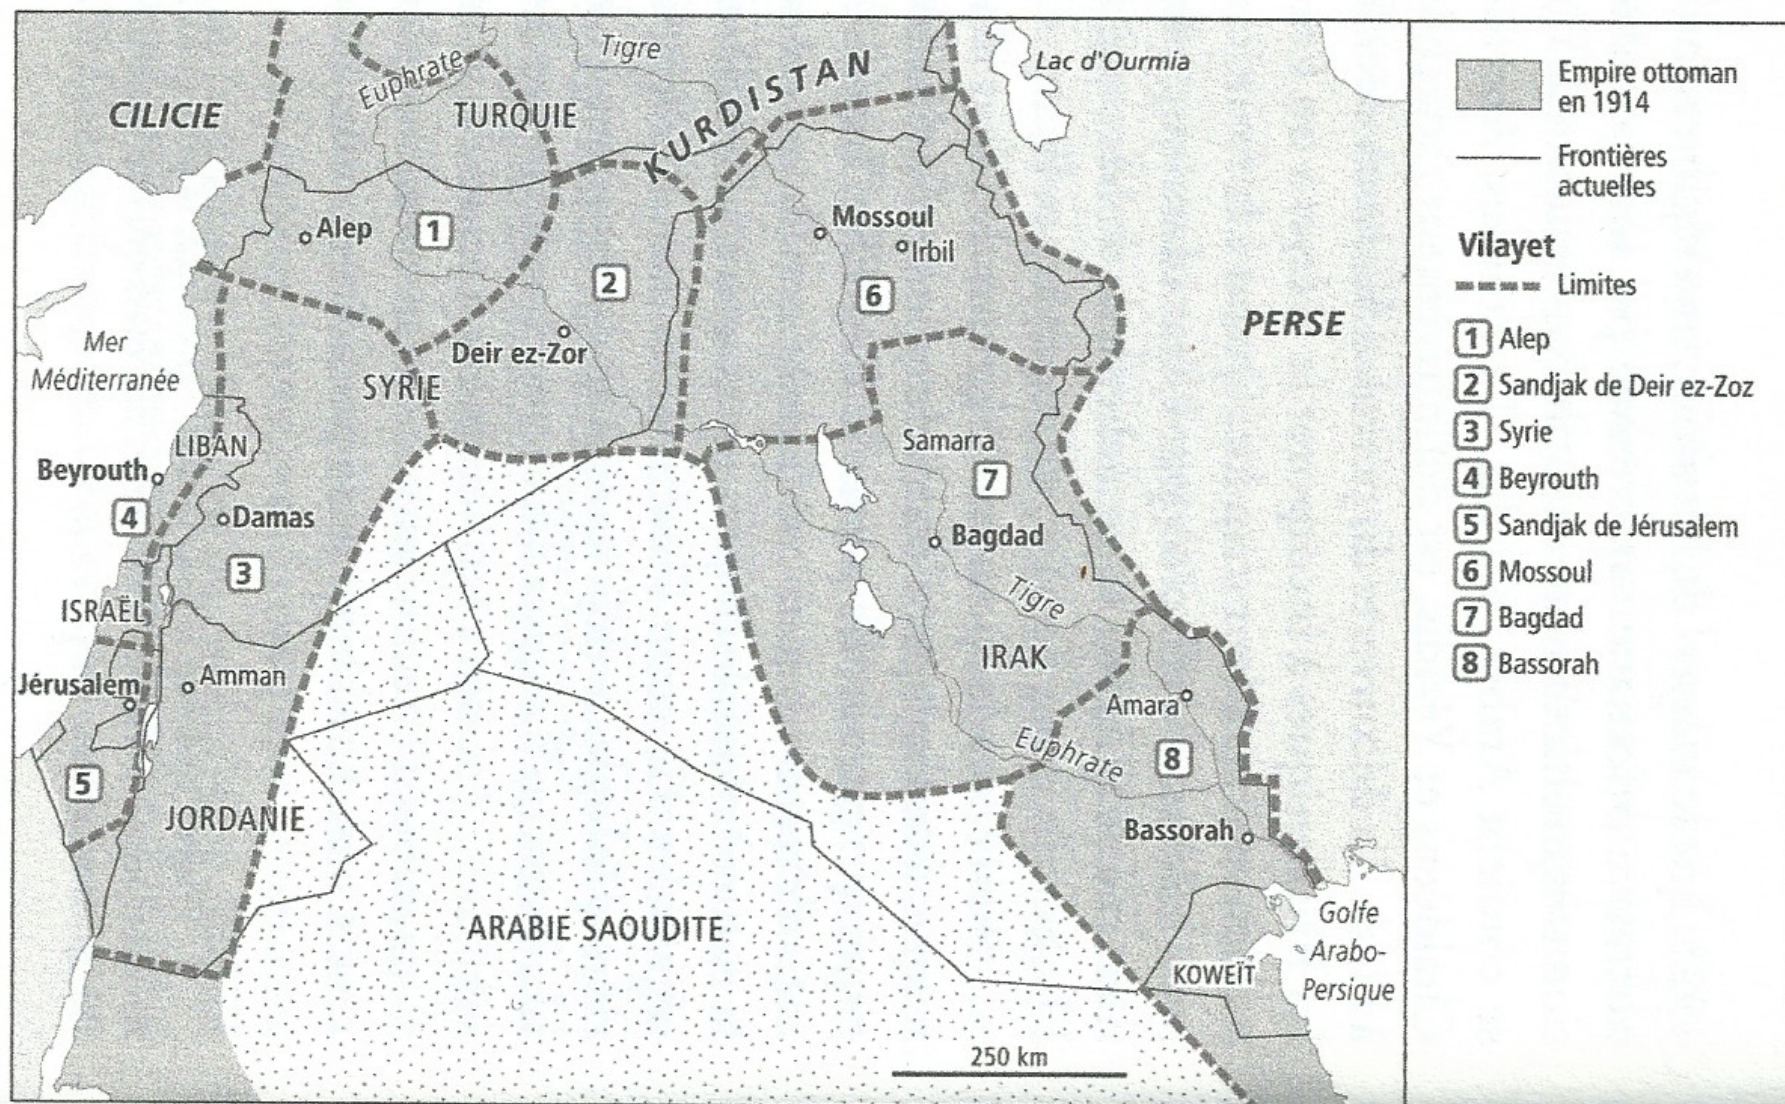 Euphrate
Tigre
KURDISTAN
Lac d'Ourmia
CILICIE
TURQUIE
Alep
1
2
Mossoul
Irbil
6
Mer
Méditerranée
Deir ez-Zor
SYRIE
PERSE
LIBAN
Beyrouth
4
Damas
3
Samarra
7
Bagdad
Tigre
ISRAËL
IRAK
Jérusalem
Amman
Amara
5
Euphrate
8
JORDANIE
Bassorah
ARABIE SAOUDITE
Golfe
Arabo-
Persique
KOWEÏT
250 km
Empire ottoman
en 1914
Frontières
actuelles
Vilayet
Limites
1 Alep
2 Sandjak de Deir ez-Zoz
3 Syrie
4 Beyrouth
5 Sandjak de Jérusalem
6 Mossoul
7 Bagdad
8 Bassorah